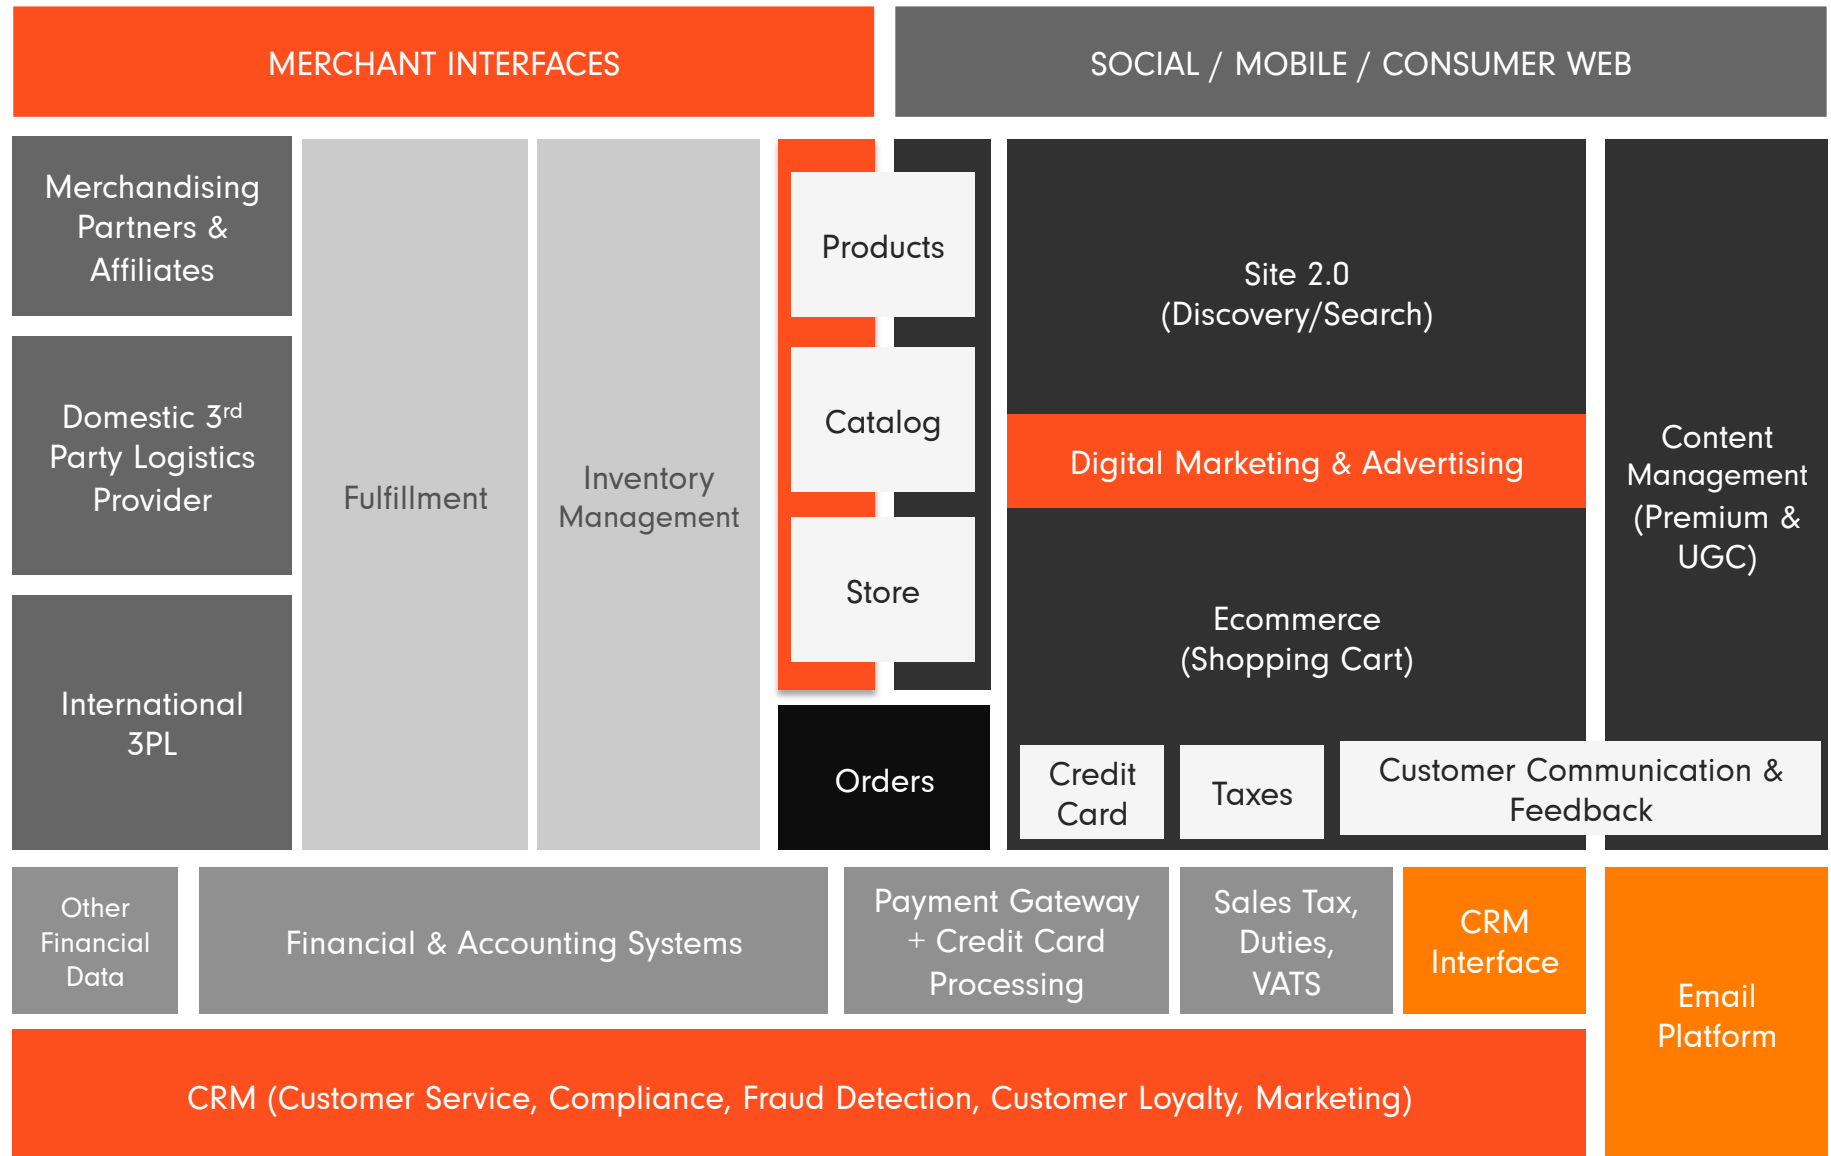 MERCHANT INTERFACES
SOCIAL / MOBILE / CONSUMER WEB
Merchandising
Partners &
Affiliates
Domestic 3rd
Party Logistics
Provider
International
3PL
Fulfillment
Inventory
Management
Products
Catalog
Store
Orders
Site 2.0
(Discovery/Search)
Digital Marketing & Advertising
Ecommerce
(Shopping Cart)
Credit
Card
Taxes
Customer Communication &
Feedback
Content
Management
(Premium &
UGC)
Other
Financial
Data
Financial & Accounting Systems
Payment Gateway
+ Credit Card
Processing
Sales Tax,
Duties,
VATS
CRM
Interface
Email
Platform
CRM (Customer Service, Compliance, Fraud Detection, Customer Loyalty, Marketing)